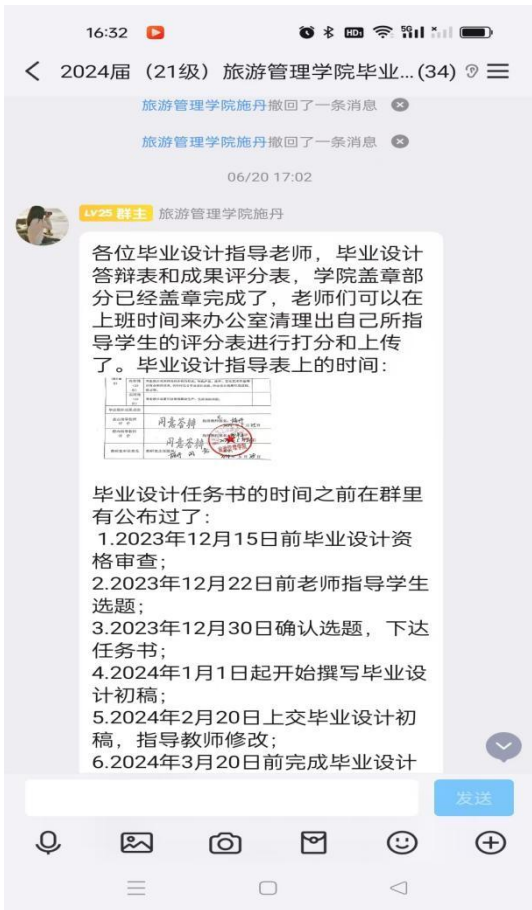 16:32
HD 5G
2024届（21级）旅游管理学院毕业...(34)
旅游管理学院施丹撤回了一条消息
旅游管理学院施丹撤回了一条消息
06/20 17:02
LV25 群主 旅游管理学院施丹
各位毕业设计指导老师，毕业设计
答辩表和成果评分表，学院盖章部
分已经盖章完成了，老师们可以在
上班时间来办公室清理出自己所指
导学生的评分表进行打分和上传
了。毕业设计指导表上的时间：
同意答辩
同意答辩
毕业设计任务书的时间之前在群里
有公布过了：
1.2023年12月15日前毕业设计资
格审查；
2.2023年12月22日前老师指导学生
选题；
3.2023年12月30日确认选题，下达
任务书；
4.2024年1月1日起开始撰写毕业设
计初稿；
5.2024年2月20日上交毕业设计初
稿，指导教师修改；
6.2024年3月20日前完成毕业设计
发送